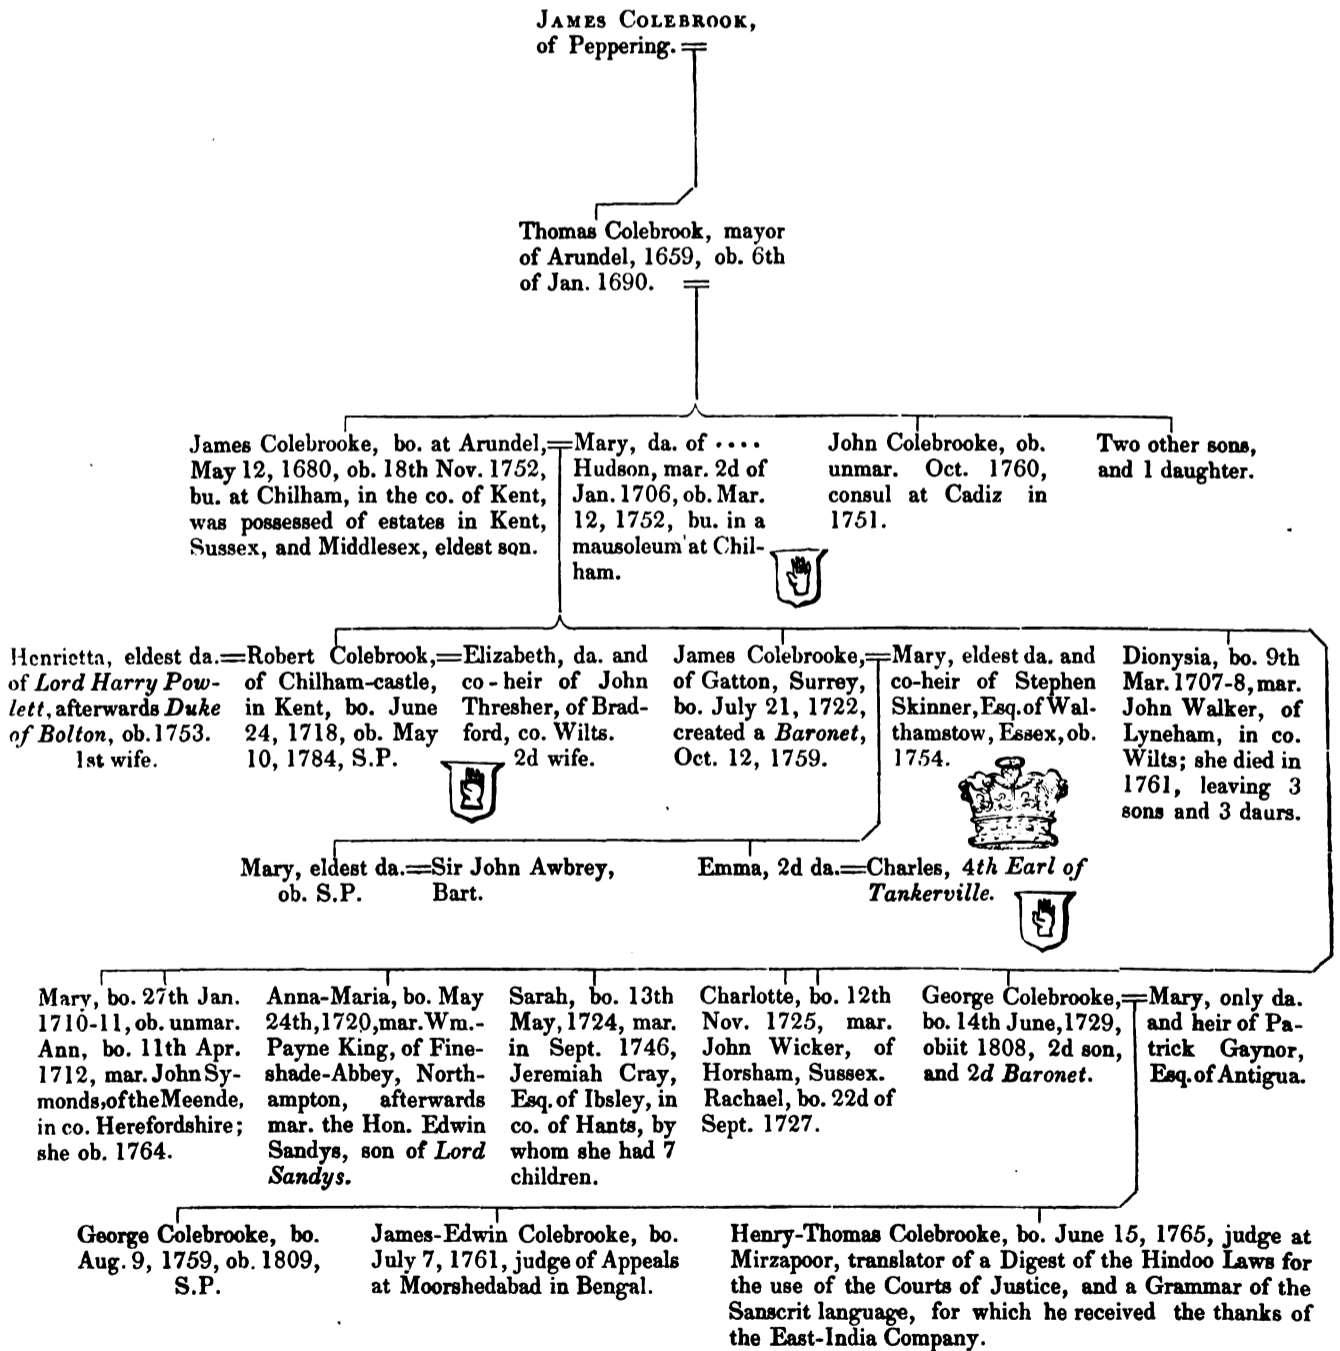 JAMES COLEBROOK,
of Peppering.
Thomas Colebrook, mayor
of Arundel, 1659, ob. 6th
of Jan. 1690.
James Colebrooke, bo. at Arundel,
May 12, 1680, ob. 18th Nov. 1752,
bu. at Chilham, in the co. of Kent,
was possessed of estates in Kent,
Sussex, and Middlesex, eldest son.
Mary, da. of ····
Hudson, mar. 2d of
Jan. 1706, ob. Mar.
12, 1752, bu. in a
mausoleum at Chil-
ham.
John Colebrooke, ob.
unmar. Oct. 1760,
consul at Cadiz in
1751.
Two other sons,
and 1 daughter.
Henrietta, eldest da.
of Lord Harry Pow-
lett, afterwards Duke
of Bolton, ob. 1753.
1st wife.
Robert Colebrook,
of Chilham-castle,
in Kent, bo. June
24, 1718, ob. May
10, 1784, S.P.
Elizabeth, da. and
co-heir of John
Thresher, of Brad-
ford, co. Wilts.
2d wife.
James Colebrooke,
of Gatton, Surrey,
bo. July 21, 1722,
created a Baronet,
Oct. 12, 1759.
Mary, eldest da. and
co-heir of Stephen
Skinner, Esq. of Wal-
thamstow, Essex, ob.
1754.
Dionysia, bo. 9th
Mar. 1707-8, mar.
John Walker, of
Lyneham, in co.
Wilts; she died in
1761, leaving 3
sons and 3 daurs.
Mary, eldest da.
ob. S.P.
Sir John Awbrey,
Bart.
Emma, 2d da.
Charles, 4th Earl of
Tankerville.
Mary, bo. 27th Jan.
1710-11, ob. unmar.
Ann, bo. 11th Apr.
1712, mar. John Sy-
monds, of the Meende,
in co. Herefordshire;
she ob. 1764.
Anna-Maria, bo. May
24th, 1720, mar. Wm.-
Payne King, of Fine-
shade-Abbey, North-
ampton, afterwards
mar. the Hon. Edwin
Sandys, son of Lord
Sandys.
Sarah, bo. 13th
May, 1724, mar.
in Sept. 1746,
Jeremiah Cray,
Esq. of Ibsley, in
co. of Hants, by
whom she had 7
children.
Charlotte, bo. 12th
Nov. 1725, mar.
John Wicker, of
Horsham, Sussex.
Rachael, bo. 22d of
Sept. 1727.
George Colebrooke,
bo. 14th June, 1729,
obiit 1808, 2d son,
and 2d Baronet.
Mary, only da.
and heir of Pa-
trick Gaynor,
Esq. of Antigua.
George Colebrooke, bo.
Aug. 9, 1759, ob. 1809,
S.P.
James-Edwin Colebrooke, bo.
July 7, 1761, judge of Appeals
at Moorshedabad in Bengal.
Henry-Thomas Colebrooke, bo. June 15, 1765, judge at
Mirzapoor, translator of a Digest of the Hindoo Laws for
the use of the Courts of Justice, and a Grammar of the
Sanscrit language, for which he received the thanks of
the East-India Company.